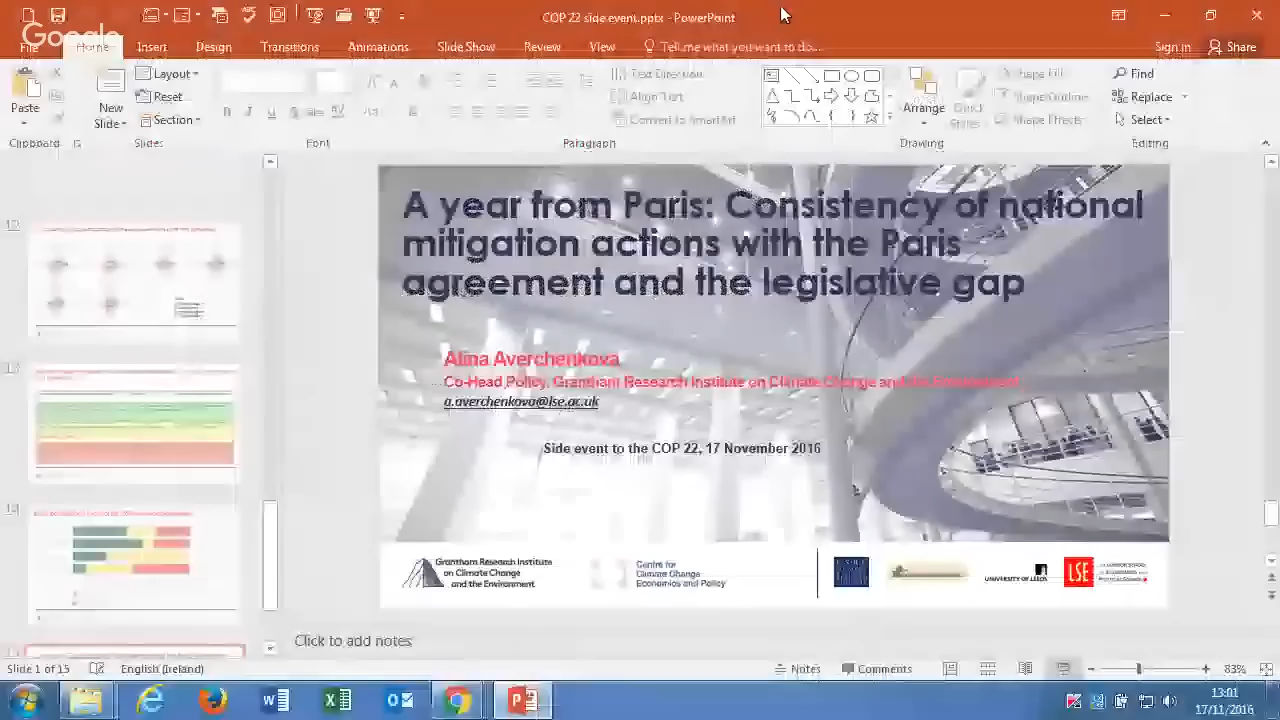 COP 22 side event.pptx - PowerPoint
Google
File Home Insert Design Transitions Animations Slide Show Review View Tell me what you want to do... Sign in Share
Paste
New Slide
Layout
Reset
Section
Text Direction
Align Text
Convert to SmartArt
Arrange
Quick Styles
Shape Fill
Shape Outline
Shape Effects
Find
Replace
Select
Clipboard Slides Font Paragraph Drawing Editing
A year from Paris: Consistency of national
mitigation actions with the Paris
agreement and the legislative gap
Alina Averchenkova
Co-Head Policy, Grantham Research Institute on Climate Change and the Environment
a.averchenkova@lse.ac.uk
Side event to the COP 22, 17 November 2016
Grantham Research Institute
on Climate Change
and the Environment
Centre for
Climate Change
Economics and Policy
UNIVERSITY OF LEEDS
LSE
12
13
14
Click to add notes
Slide 1 of 15 English (Ireland) Notes Comments 83%
13:01
17/11/2016